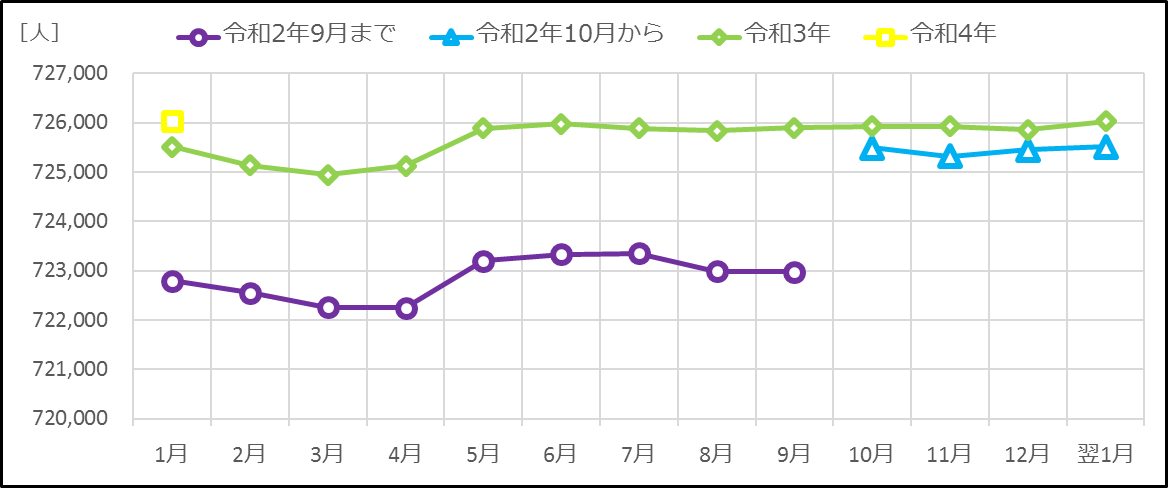 [人]
令和2年9月まで 令和2年10月から 令和3年 令和4年
727,000
726,000
725,000
724,000
723,000
722,000
721,000
720,000
1月 2月 3月 4月 5月 6月 7月 8月 9月 10月 11月 12月 翌1月